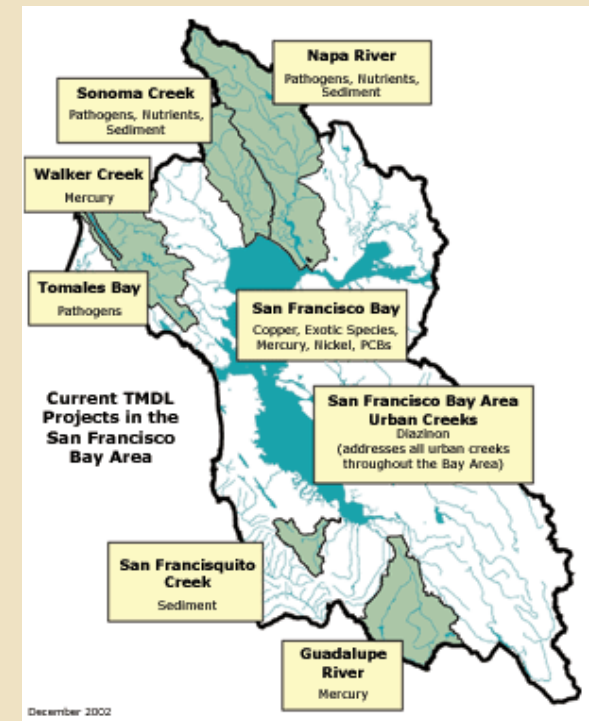 Napa River
Pathogens, Nutrients,
Sediment
Sonoma Creek
Pathogens, Nutrients,
Sediment
Walker Creek
Mercury
Tomales Bay
Pathogens
San Francisco Bay
Copper, Exotic Species,
Mercury, Nickel, PCBs
Current TMDL
Projects in the
San Francisco
Bay Area
San Francisco Bay Area
Urban Creeks
Diazinon
(addresses all urban creeks
throughout the Bay Area)
San Francisquito
Creek
Sediment
Guadalupe
River
Mercury
December 2002